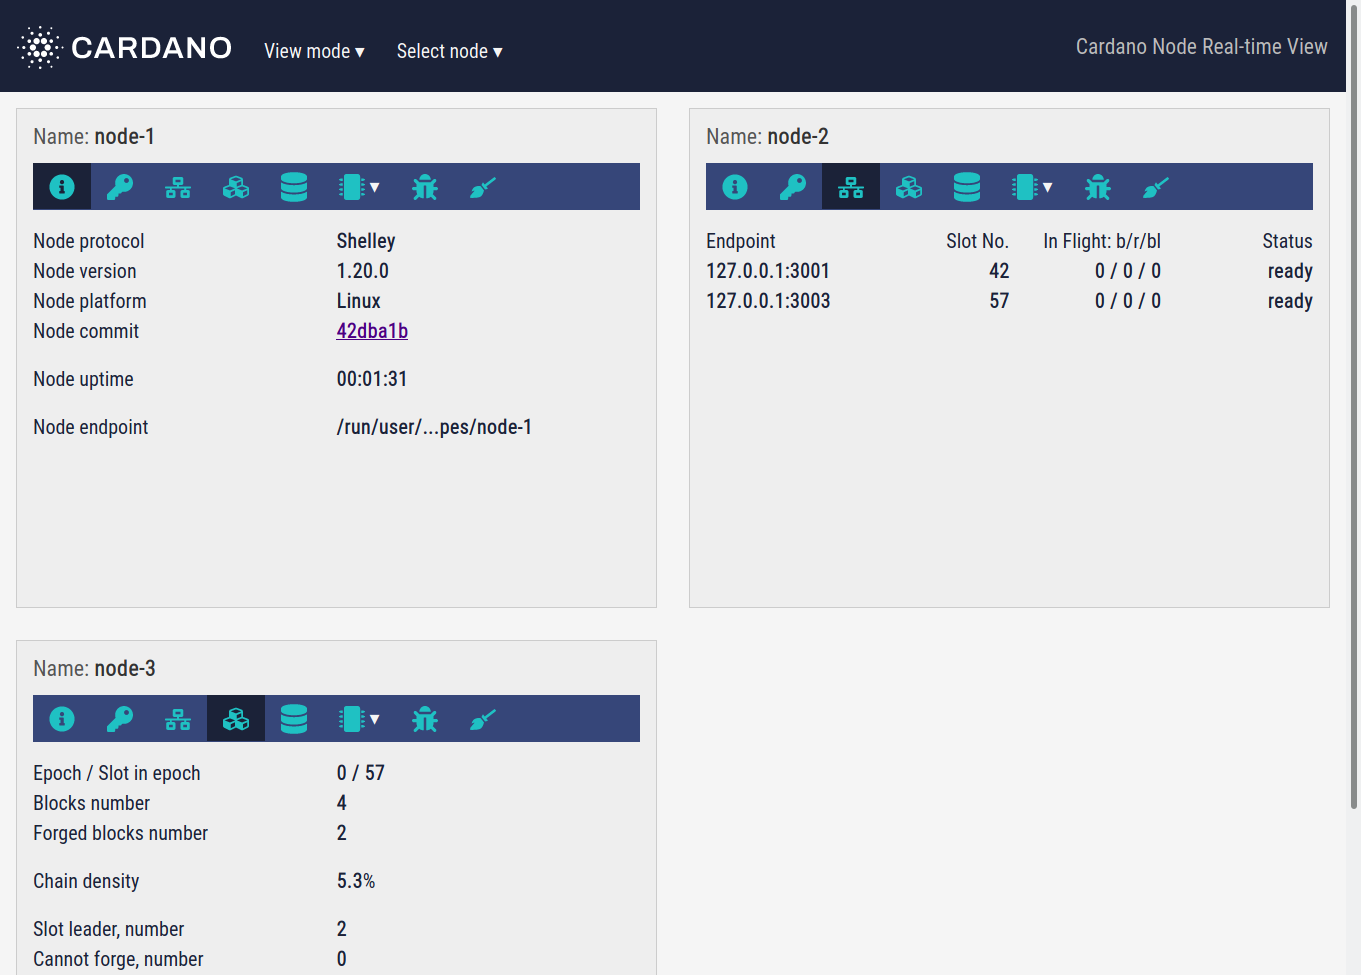 CARDANO
View mode ▾
Select node ▾
Cardano Node Real-time View
Name: node-1
Node protocol Shelley
Node version 1.20.0
Node platform Linux
Node commit 42dba1b
Node uptime 00:01:31
Node endpoint /run/user/...pes/node-1
Name: node-2
Endpoint Slot No. In Flight: b/r/bl Status
127.0.0.1:3001 42 0 / 0 / 0 ready
127.0.0.1:3003 57 0 / 0 / 0 ready
Name: node-3
Epoch / Slot in epoch 0 / 57
Blocks number 4
Forged blocks number 2
Chain density 5.3%
Slot leader, number 2
Cannot forge, number 0